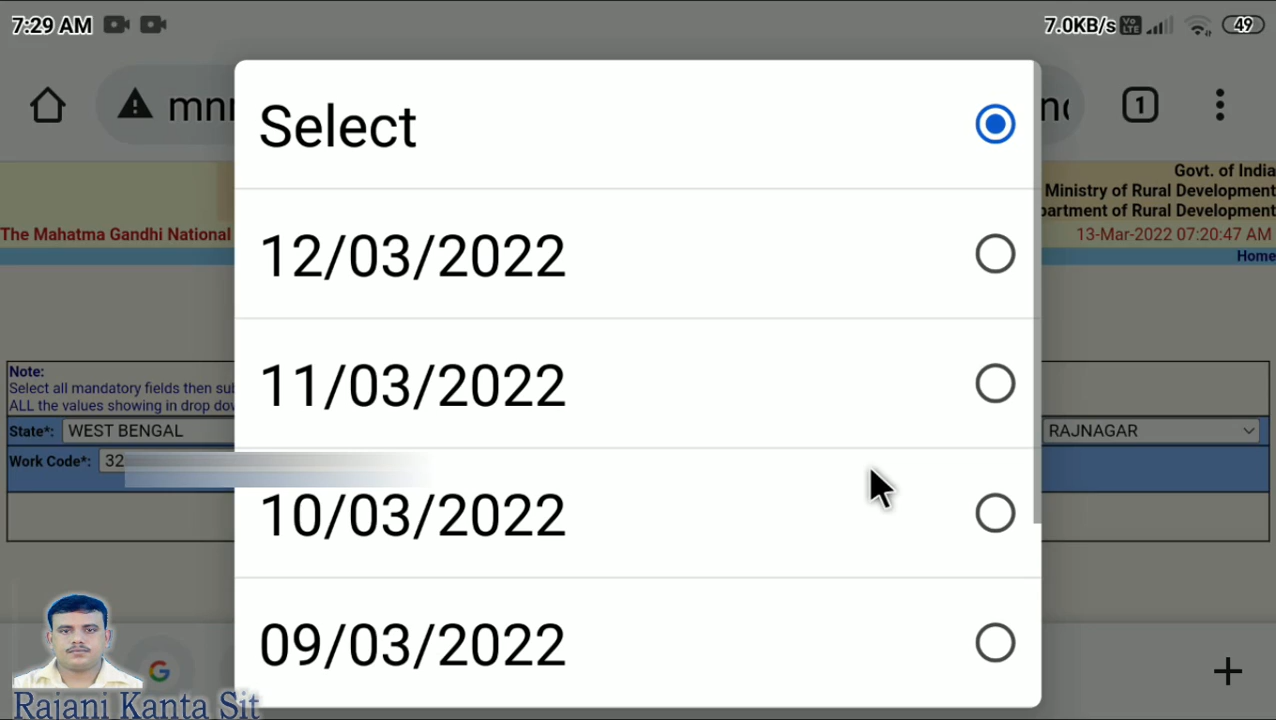 7:29 AM
7.0KB/s
Vo
LTE
49
mnr
1
Select
12/03/2022
11/03/2022
10/03/2022
09/03/2022
Govt. of India
Ministry of Rural Development
partment of Rural Development
The Mahatma Gandhi National
13-Mar-2022 07:20:47 AM
Home
Note:
Select all mandatory fields then su
ALL the values showing in drop do
State*: WEST BENGAL
RAJNAGAR
Work Code*: 32
G
Rajani Kanta Sit